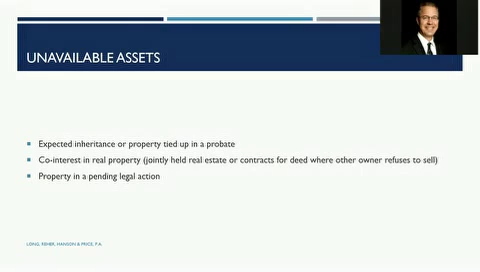 UNAVAILABLE ASSETS
Expected inheritance or property tied up in a probate
Co-interest in real property (jointly held real estate or contracts for deed where other owner refuses to sell)
Property in a pending legal action
LONG, REHER, HANSON & PRICE, P.A.